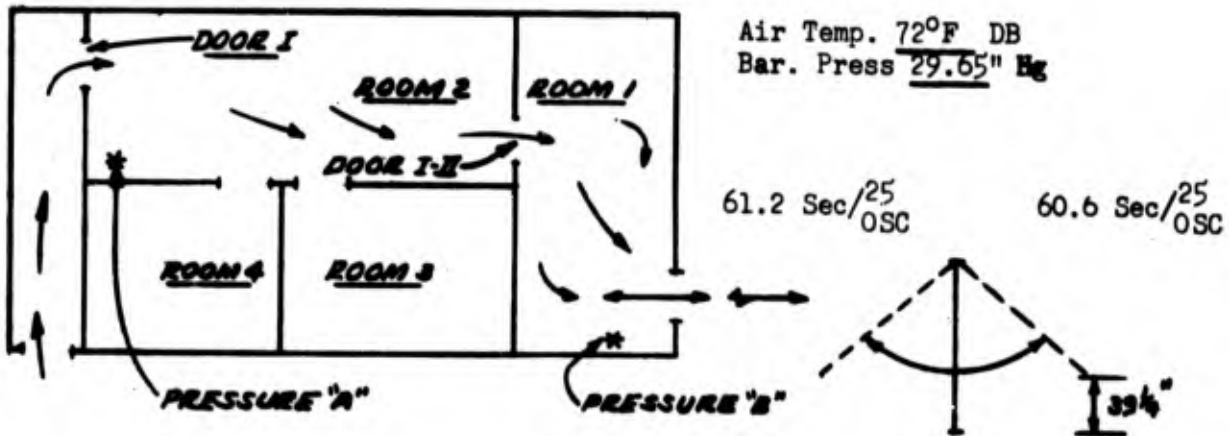 DOOR I
ROOM 2
ROOM 1
DOOR I-II
ROOM 4
ROOM 3
PRESSURE "A"
PRESSURE "B"
Air Temp. 72°F DB
Bar. Press 29.65" Hg
61.2 Sec/25 OSC
60.6 Sec/25 OSC
39¼"